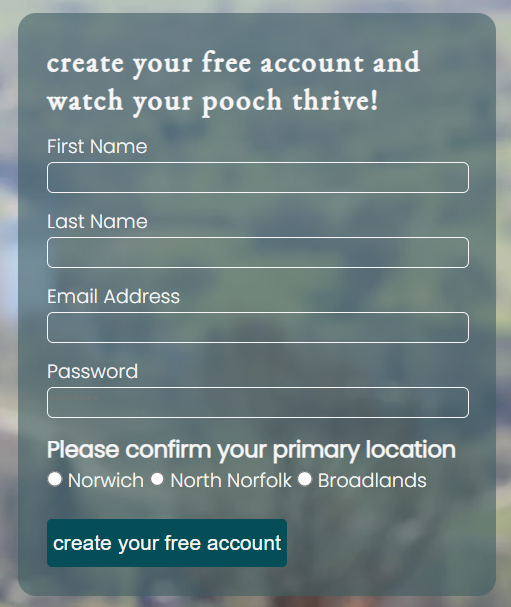 create your free account and
watch your pooch thrive!
First Name
Last Name
Email Address
Password
Please confirm your primary location
Norwich North Norfolk Broadlands
create your free account